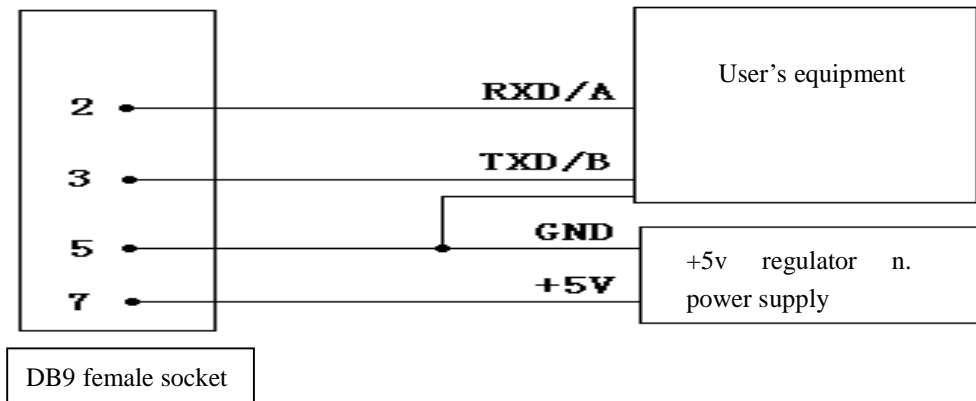 User’s equipment
2
RXD/A
3
TXD/B
5
GND
+5v regulator n.
power supply
7
+5V
DB9 female socket